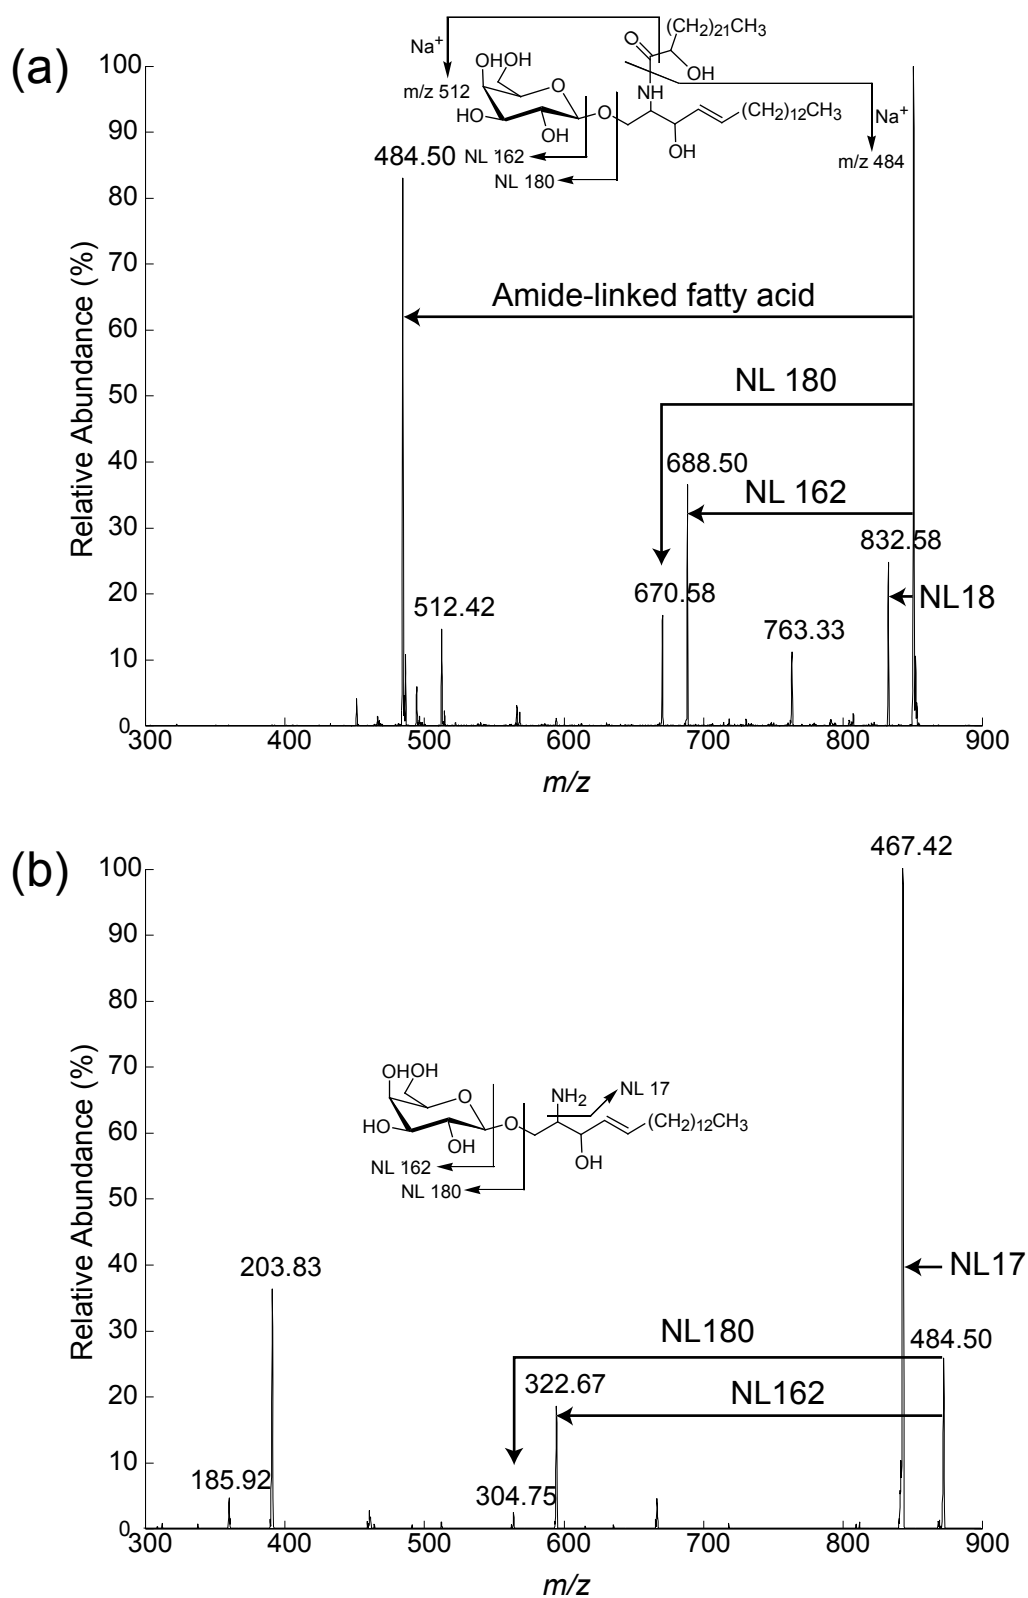 (a)
(CH2)21CH3
Na+
O
OH
OHOH
m/z 512
O
NH
Na+
HO
O
(CH2)12CH3
OH
OH
m/z 484
484.50
NL 162
NL 180
Amide-linked fatty acid
NL 180
688.50
NL 162
832.58
NL18
670.58
512.42
763.33
100
90
80
70
60
50
40
30
20
10
0
Relative Abundance (%)
300 400 500 600 700 800 900
m/z
(b)
467.42
OHOH
O
NH2
NL 17
HO
O
(CH2)12CH3
OH
OH
NL 162
NL 180
203.83
NL17
NL180
484.50
322.67
NL162
185.92
304.75
100
90
80
70
60
50
40
30
20
10
0
Relative Abundance (%)
300 400 500 600 700 800 900
m/z